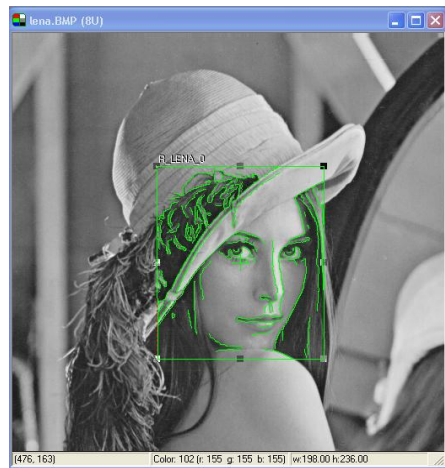 lena.BMP (8U)
R_LENA_0
(476, 163) Color: 102 (r: 155 g: 155 b: 155) w:198.00 h:236.00